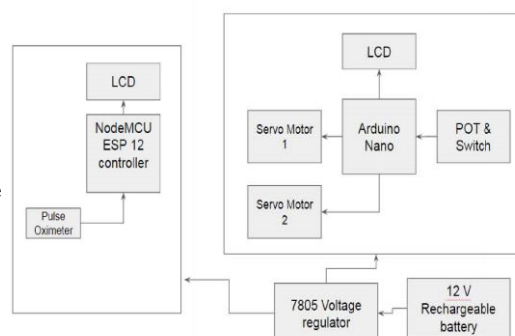 LCD
NodeMCU
ESP 12
controller
Pulse
Oximeter
LCD
Servo Motor
1
Arduino
Nano
POT &
Switch
Servo Motor
2
7805 Voltage
regulator
12 V
Rechargeable
battery